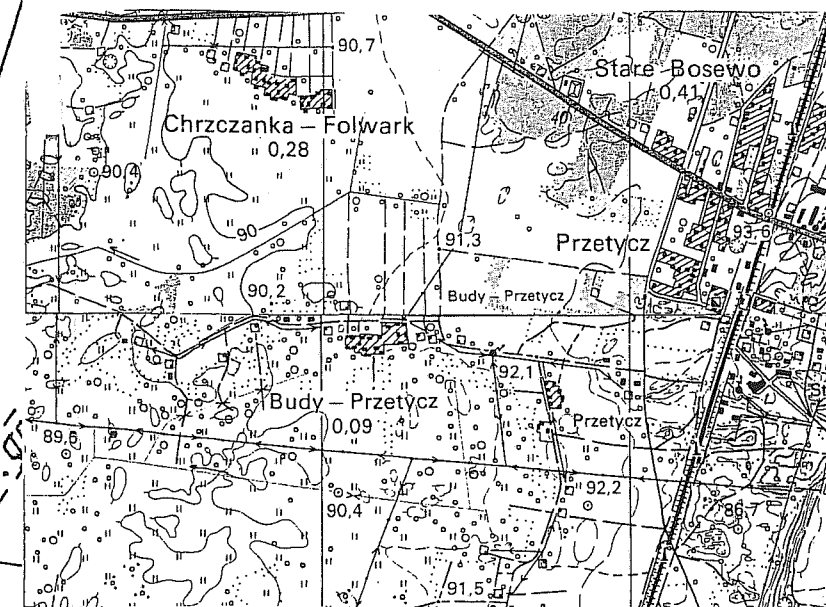 90,7
Stare Bosewo
0,41
40
Chrzczanka – Folwark
0,28
90,4
90
91,3
Przetycz
93,6
90,2
Budy – Przetycz
92,1
Budy – Przetycz
0,09
Przetycz
89,6
92,2
90,4
86,7
91,5